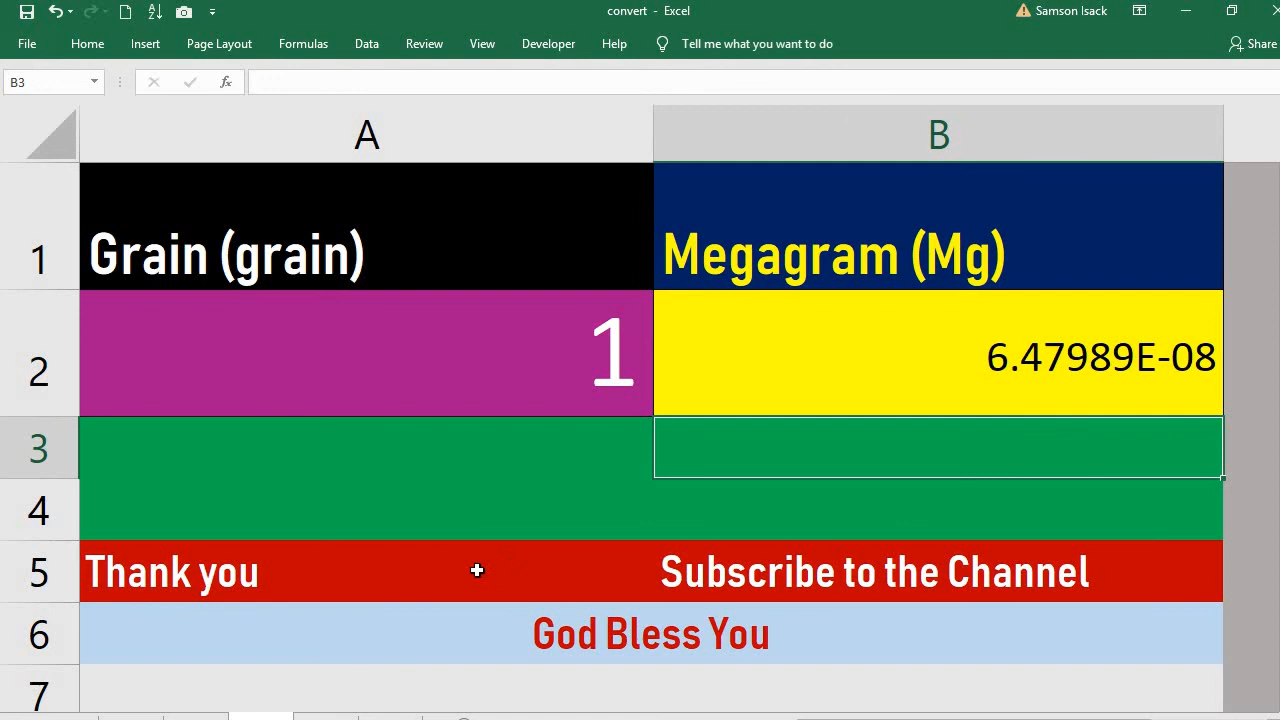 convert - Excel
Samson Isack
File Home Insert Page Layout Formulas Data Review View Developer Help Tell me what you want to do Share
B3 fx
A B
1 Grain (grain) Megagram (Mg)
2 1 6.47989E-08
3
4
5 Thank you Subscribe to the Channel
6 God Bless You
7